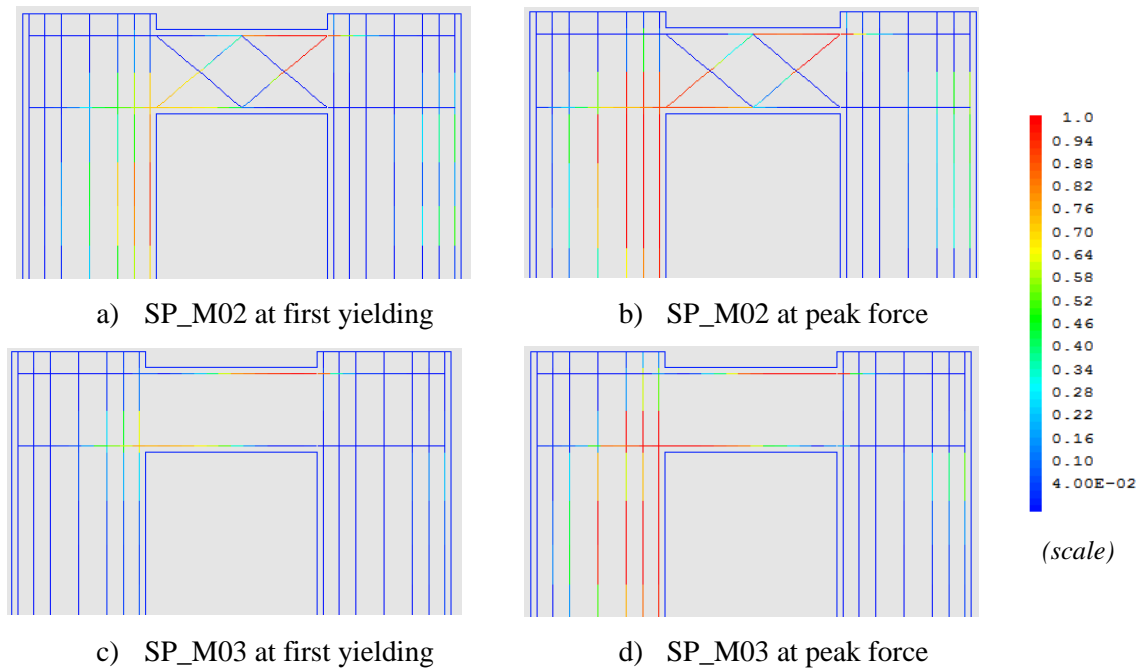 a) SP_M02 at first yielding
b) SP_M02 at peak force
1.0
0.94
0.88
0.82
0.76
0.70
0.64
0.58
0.52
0.46
0.40
0.34
0.28
0.22
0.16
0.10
4.00E-02
(scale)
c) SP_M03 at first yielding
d) SP_M03 at peak force